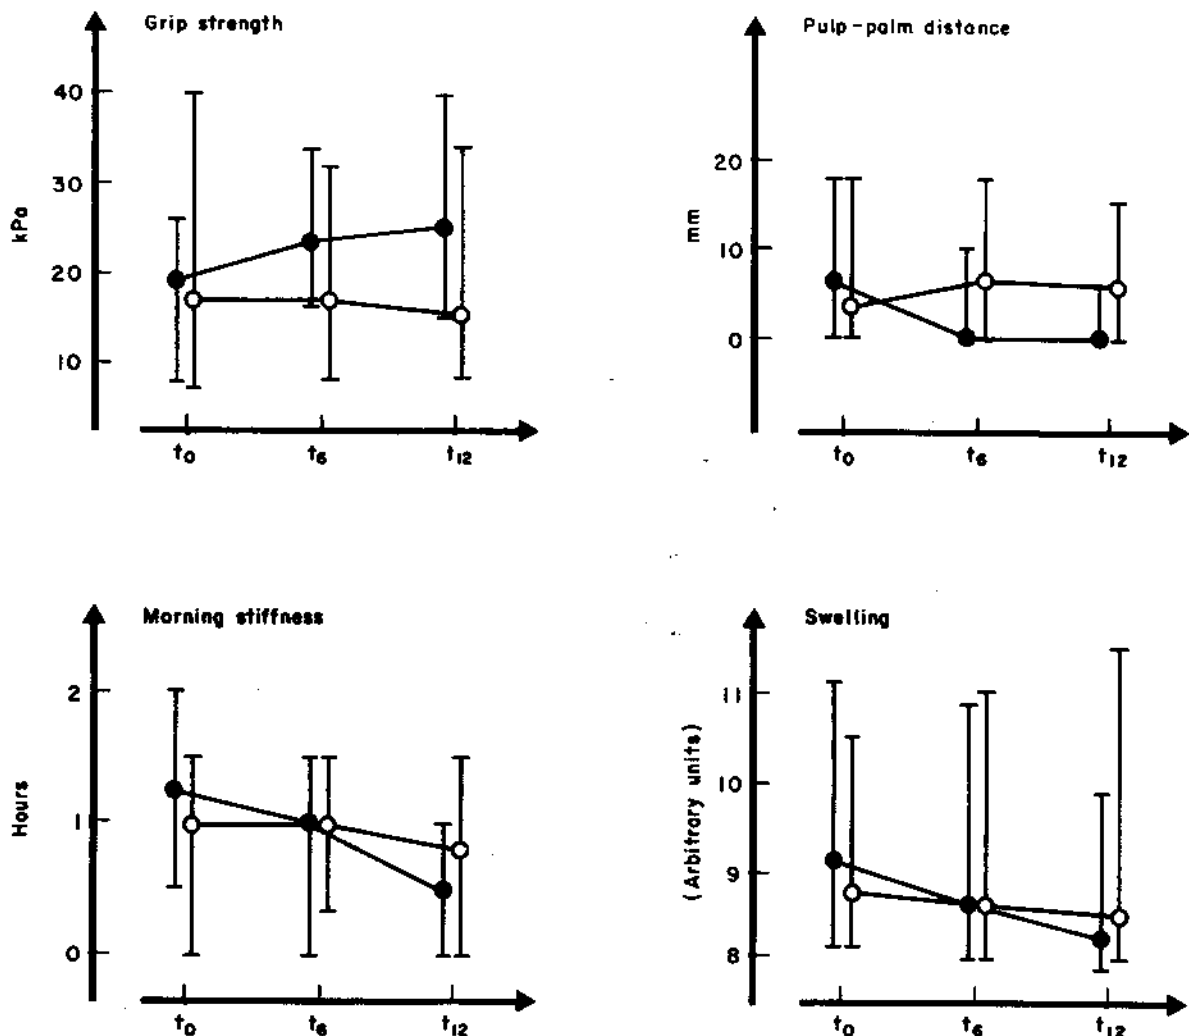 Grip strength
40
30
20
10
kPa
t0
t6
t12
Pulp-palm distance
20
10
0
mm
t0
t6
t12
Morning stiffness
2
1
0
Hours
t0
t6
t12
Swelling
11
10
9
8
(Arbitrary units)
t0
t6
t12